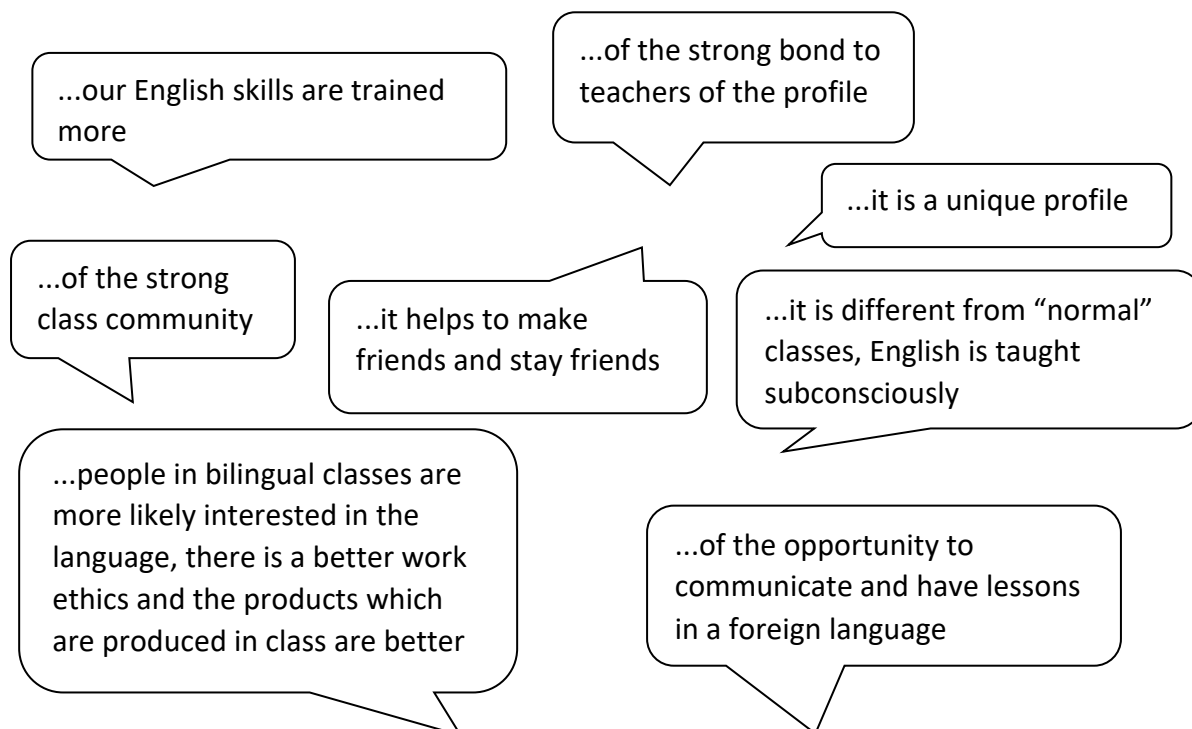 ...our English skills are trained
more
...of the strong bond to
teachers of the profile
...it is a unique profile
...of the strong
class community
...it helps to make
friends and stay friends
...it is different from “normal”
classes, English is taught
subconsciously
...people in bilingual classes are
more likely interested in the
language, there is a better work
ethics and the products which
are produced in class are better
...of the opportunity to
communicate and have lessons
in a foreign language